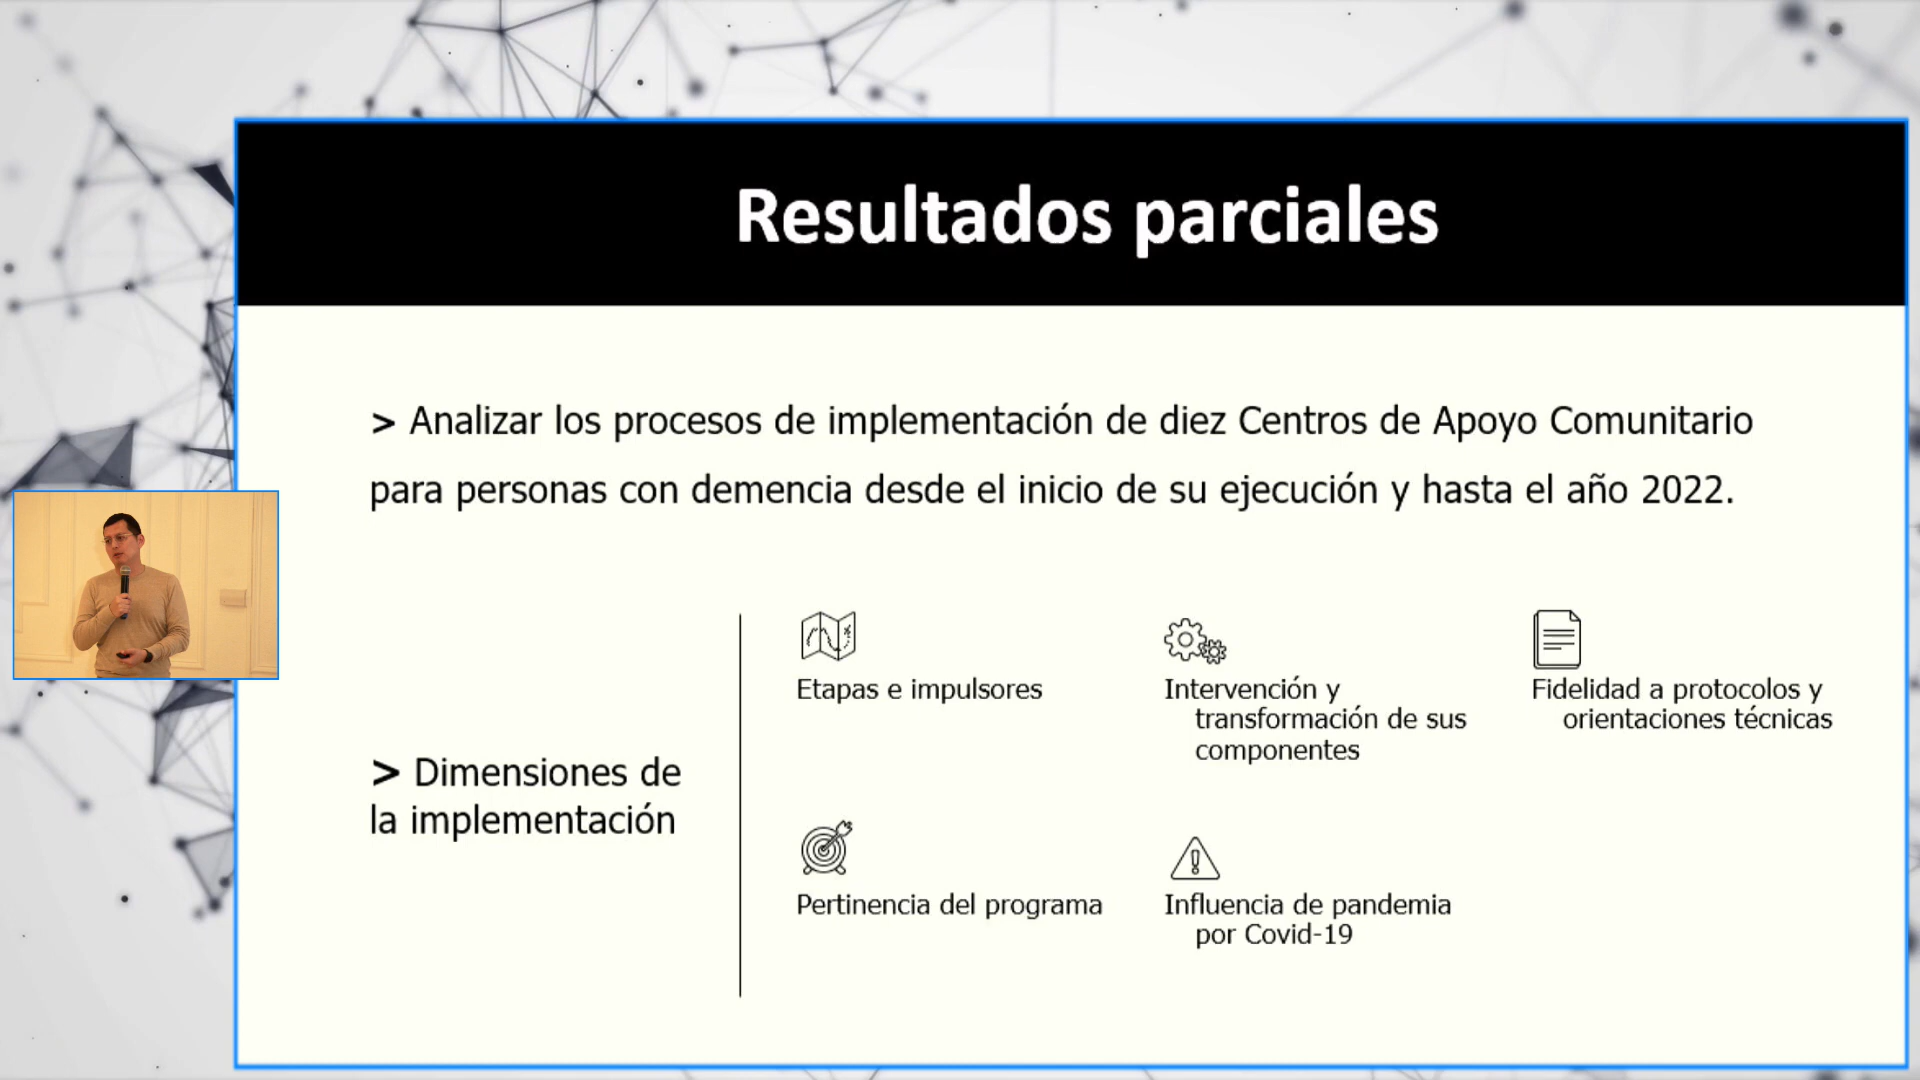 Resultados parciales
> Analizar los procesos de implementación de diez Centros de Apoyo Comunitario
para personas con demencia desde el inicio de su ejecución y hasta el año 2022.
> Dimensiones de
la implementación
Etapas e impulsores
Intervención y
transformación de sus
componentes
Fidelidad a protocolos y
orientaciones técnicas
Pertinencia del programa
Influencia de pandemia
por Covid-19